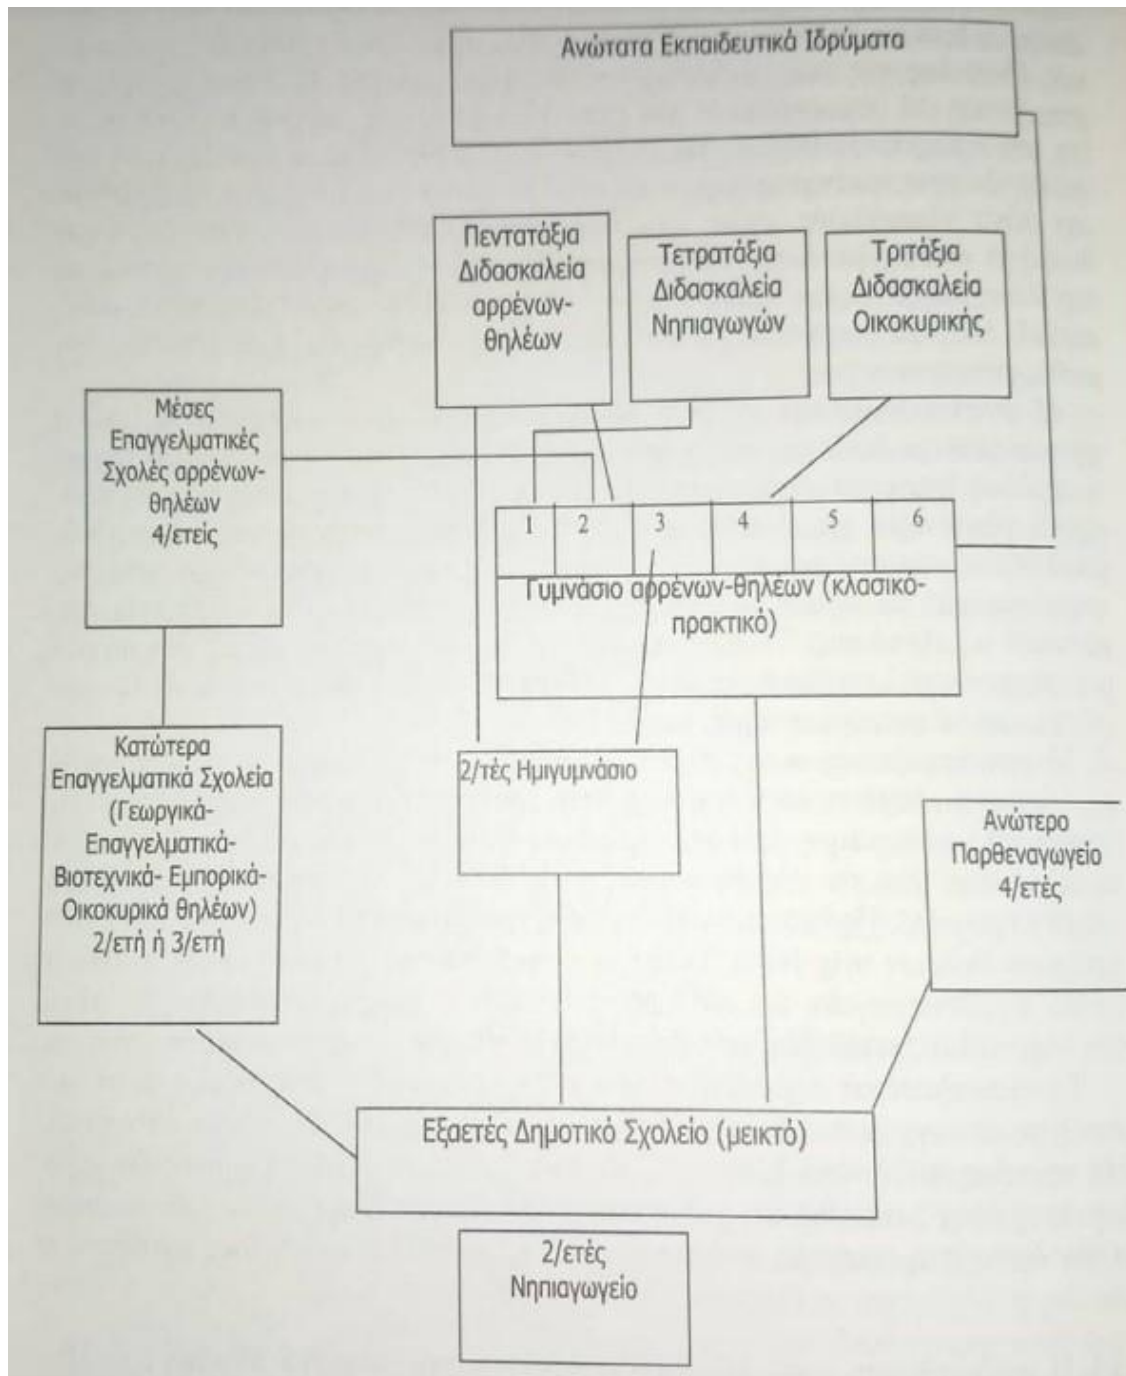 Ανώτατα Εκπαιδευτικά Ιδρύματα
Πεντατάξια
Διδασκαλεία
αρρένων-
θηλέων
Τετρατάξια
Διδασκαλεία
Νηπιαγωγών
Τριτάξια
Διδασκαλεία
Οικοκυρικής
Μέσες
Επαγγελματικές
Σχολές αρρένων-
θηλέων
4/ετείς
1 2 3 4 5 6
Γυμνάσιο αρρένων-θηλέων (κλασικό-
πρακτικό)
Κατώτερα
Επαγγελματικά Σχολεία
(Γεωργικά-
Επαγγελματικά-
Βιοτεχνικά- Εμπορικά-
Οικοκυρικά θηλέων)
2/ετή ή 3/ετή
2/τές Ημιγυμνάσιο
Ανώτερο
Παρθεναγωγείο
4/ετές
Εξαετές Δημοτικό Σχολείο (μεικτό)
2/ετές
Νηπιαγωγείο